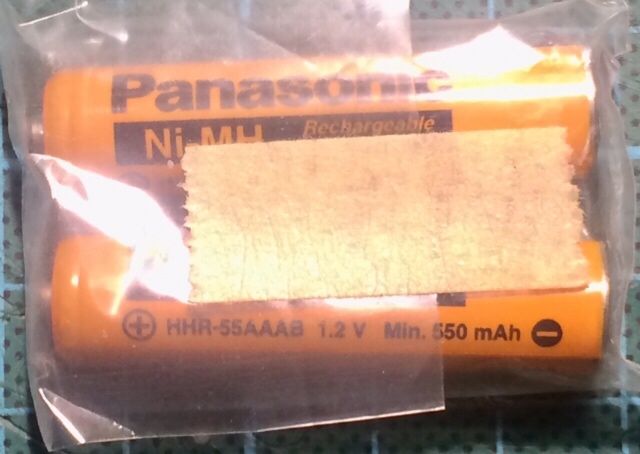 Panasonic
Ni-MH Rechargeable
⊕ HHR-55AAAB 1.2 V Min. 550 mAh ⊖